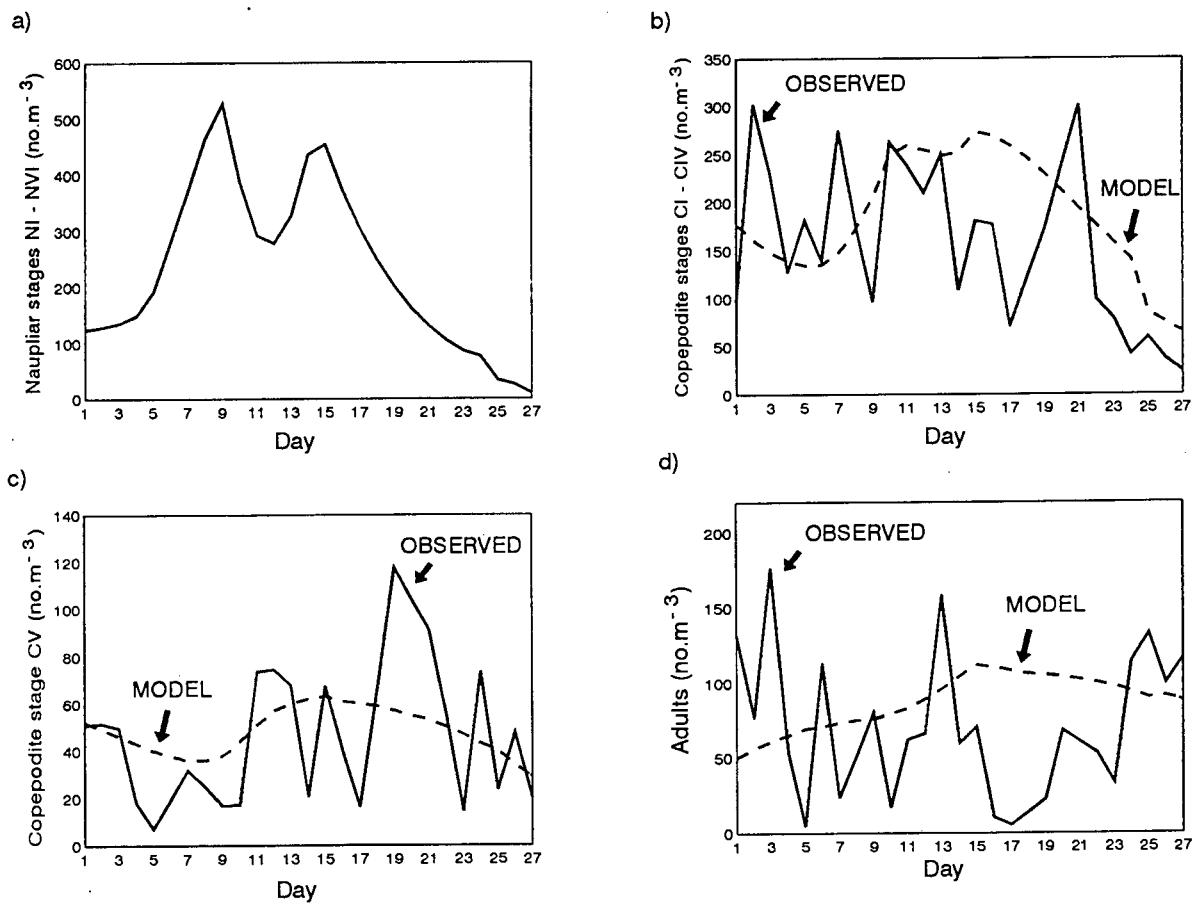 a)
Naupliar stages NI - NVI (no.m-3)
600
500
400
300
200
100
0
1 3 5 7 9 11 13 15 17 19 21 23 25 27
Day
b)
Copepodite stages CI - CIV (no.m-3)
350
300
250
200
150
100
50
0
OBSERVED
MODEL
1 3 5 7 9 11 13 15 17 19 21 23 25 27
Day
c)
Copepodite stage CV (no.m-3)
140
120
100
80
60
40
20
0
OBSERVED
MODEL
1 3 5 7 9 11 13 15 17 19 21 23 25 27
Day
d)
Adults (no.m-3)
200
150
100
50
0
OBSERVED
MODEL
1 3 5 7 9 11 13 15 17 19 21 23 25 27
Day